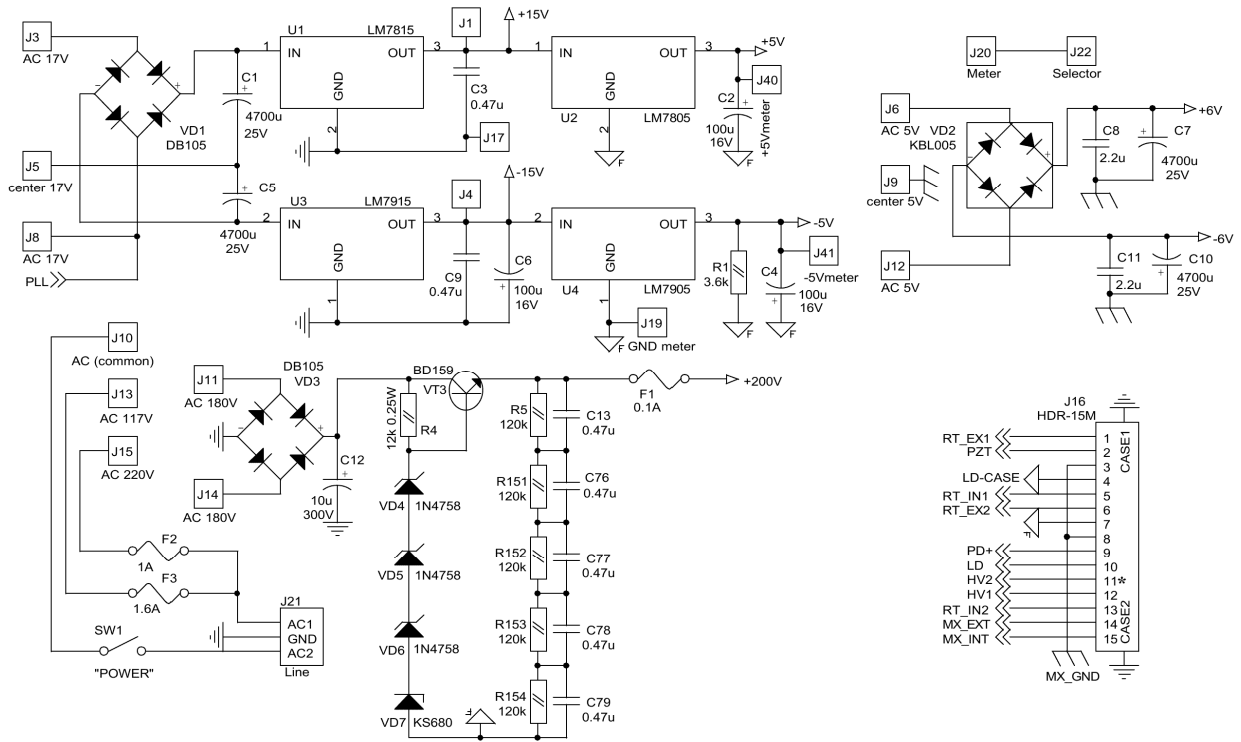 J3
AC 17V
VD1
DB105
J5
center 17V
J8
AC 17V
PLL
C1
+
4700u
25V
C5
+
4700u
25V
U1
LM7815
1
IN
OUT
3
GND
2
J1
+15V
C3
0.47u
J17
1
IN
OUT
3
GND
2
U2
LM7805
+5V
J40
+5Vmeter
C2
+
100u
16V
F
F
-15V
U3
LM7915
2
IN
OUT
3
GND
1
J4
C9
0.47u
C6
+
100u
16V
2
IN
OUT
3
GND
1
U4
LM7905
J19
F
GND meter
R1
3.6k
F
C4
+
100u
16V
F
-5V
J41
-5Vmeter
J20
Meter
J22
Selector
J6
AC 5V
VD2
KBL005
-
+
J9
center 5V
J12
AC 5V
C8
2.2u
C7
+
4700u
25V
+6V
C11
2.2u
C10
+
4700u
25V
-6V
J10
AC (common)
J13
AC 117V
J15
AC 220V
F2
1A
F3
1.6A
SW1
"POWER"
J21
AC1
GND
AC2
Line
J11
AC 180V
DB105
VD3
-
+
J14
AC 180V
C12
+
10u
300V
12k 0.25W
R4
BD159
VT3
VD4
1N4758
VD5
1N4758
VD6
1N4758
VD7
KS680
F
R5
120k
C13
0.47u
R151
120k
C76
0.47u
R152
120k
C77
0.47u
R153
120k
C78
0.47u
R154
120k
C79
0.47u
F1
0.1A
+200V
J16
HDR-15M
CASE1
RT_EX1 1
PZT 2
3
LD-CASE 4
RT_IN1 5
RT_EX2 6
F 7
8
PD+ 9
LD 10
HV2 11*
HV1 12
RT_IN2 13
MX_EXT 14
MX_INT 15
CASE2
MX_GND